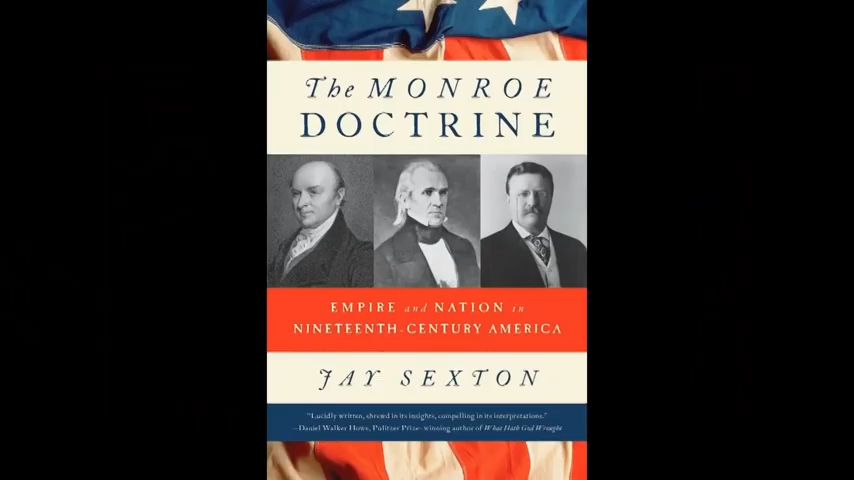 The MONROE
DOCTRINE
EMPIRE and NATION in
NINETEENTH-CENTURY AMERICA
JAY SEXTON
"Lucidly written, shrewd in its insights, compelling in its interpretations."
—Daniel Walker Howe, Pulitzer Prize–winning author of What Hath God Wrought